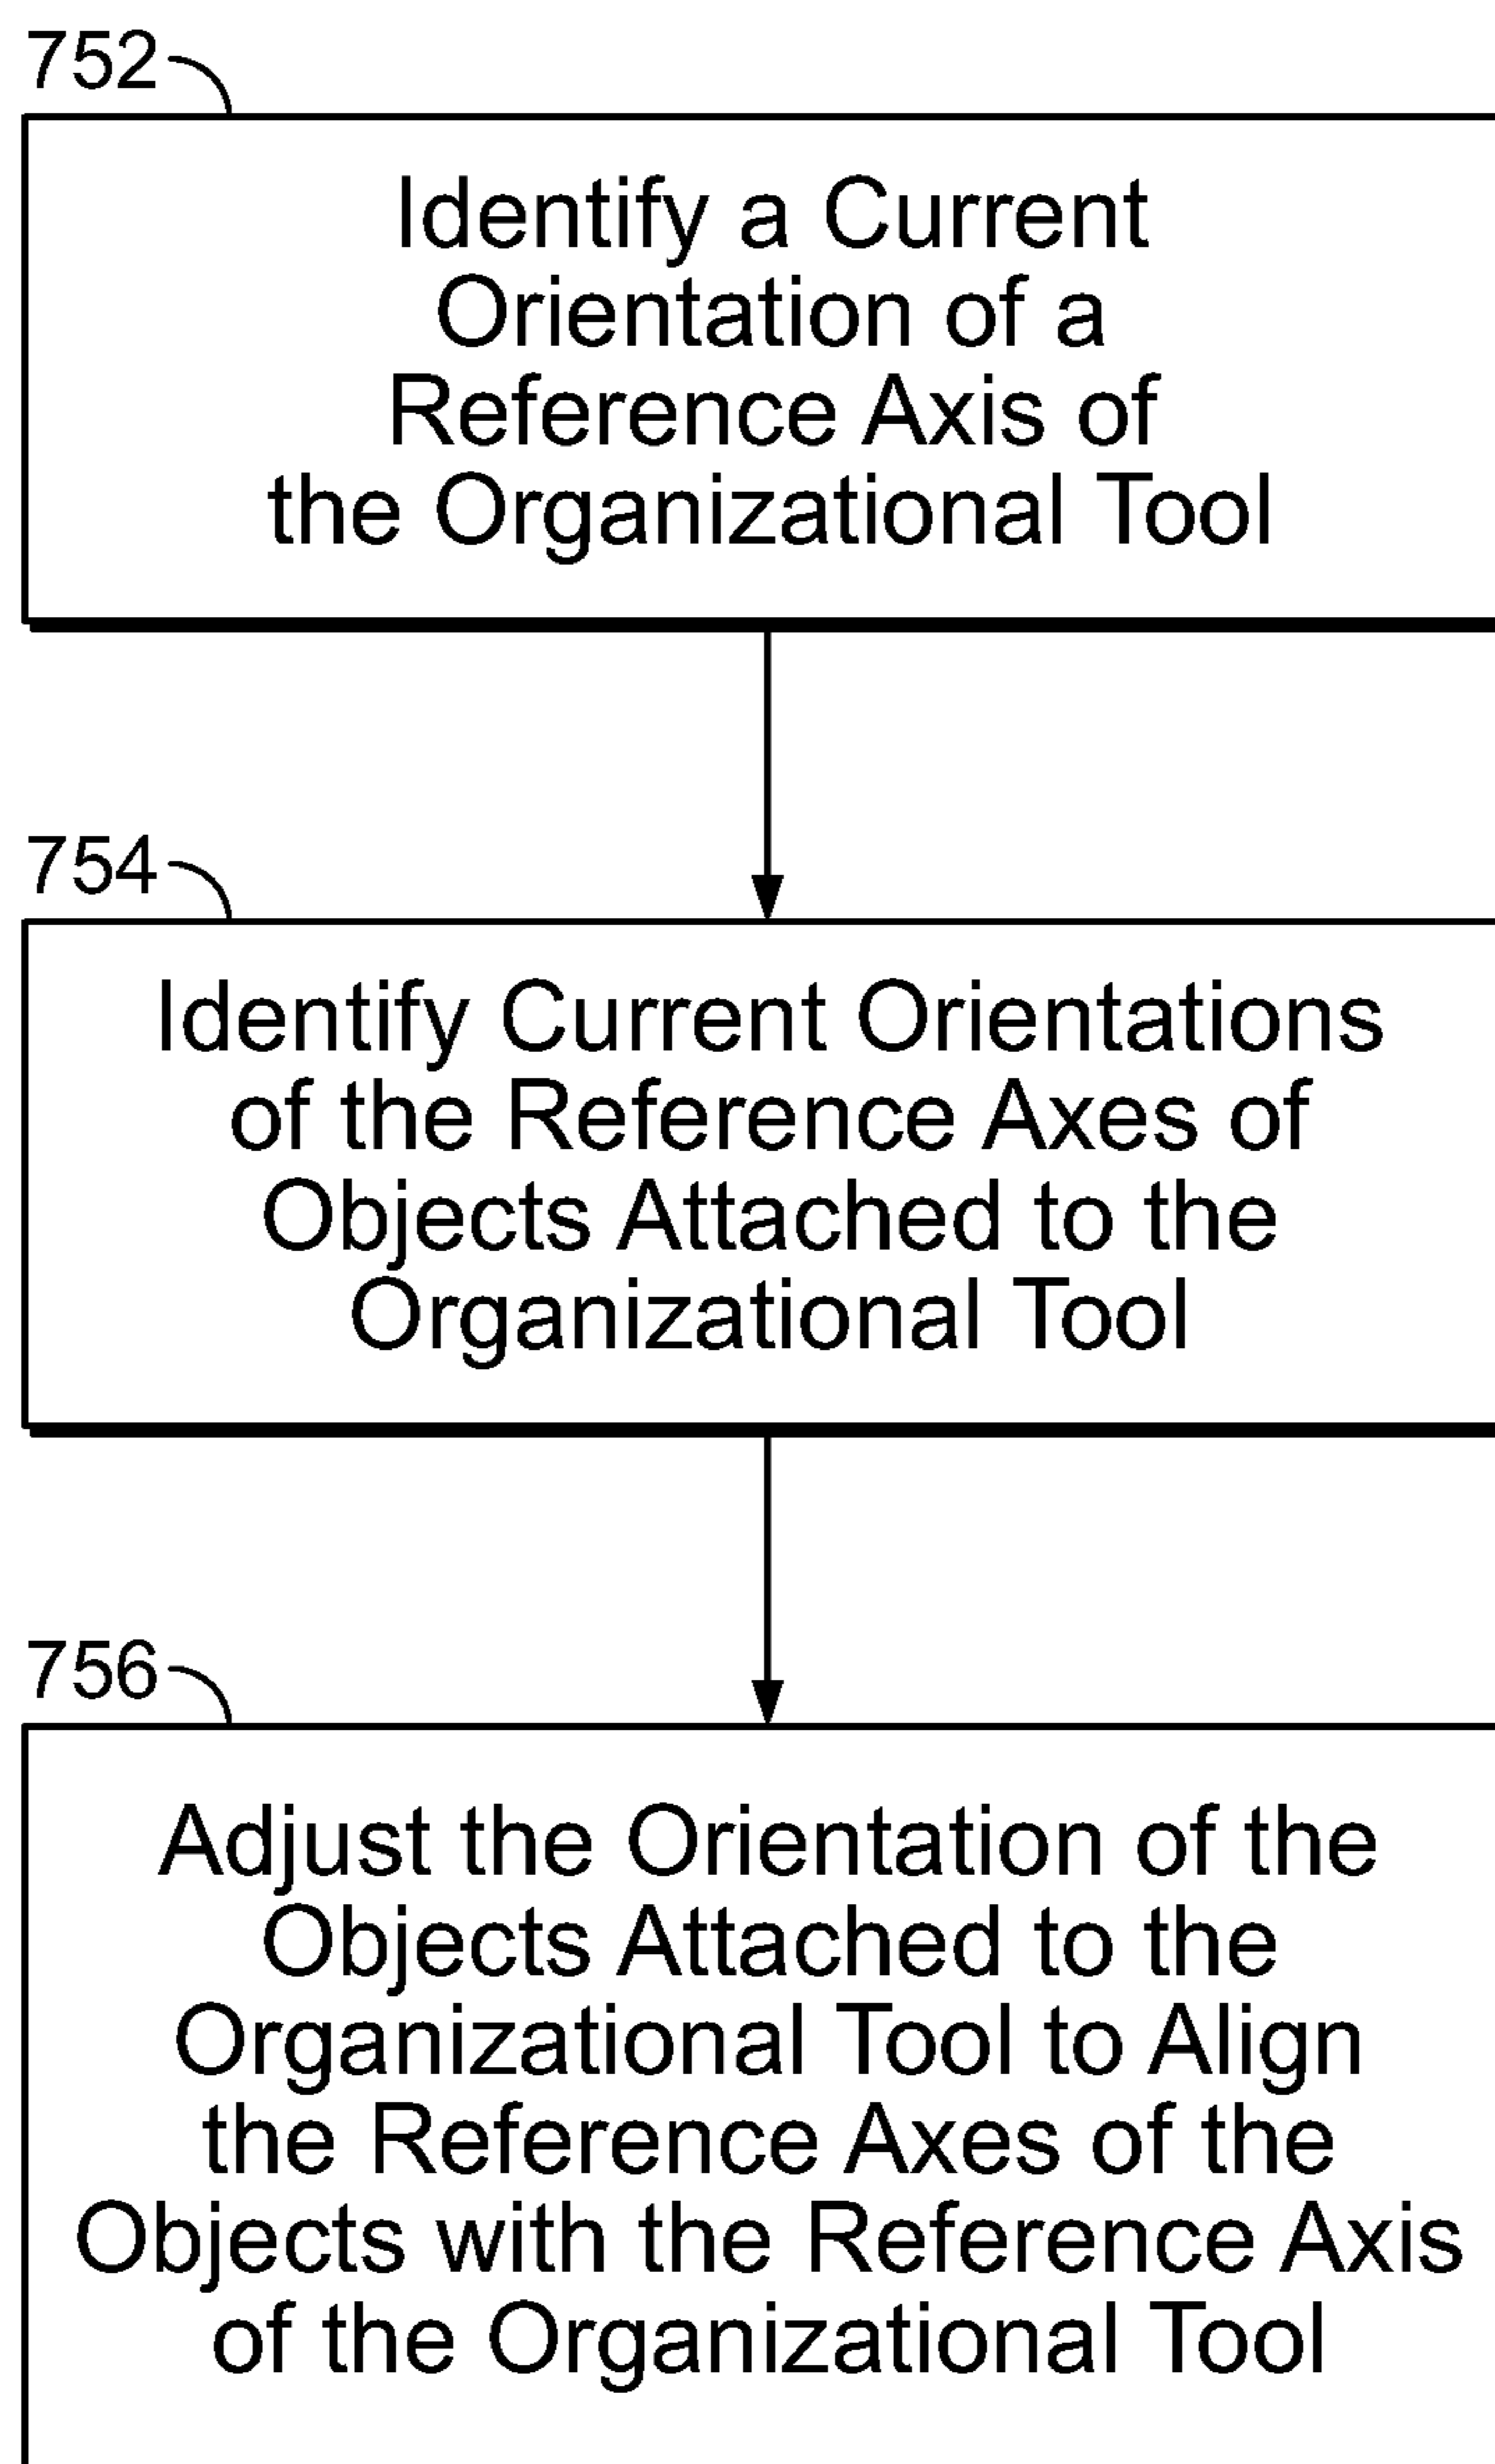 752
Identify a Current
Orientation of a
Reference Axis of
the Organizational Tool
754
Identify Current Orientations
of the Reference Axes of
Objects Attached to the
Organizational Tool
756
Adjust the Orientation of the
Objects Attached to the
Organizational Tool to Align
the Reference Axes of the
Objects with the Reference Axis
of the Organizational Tool